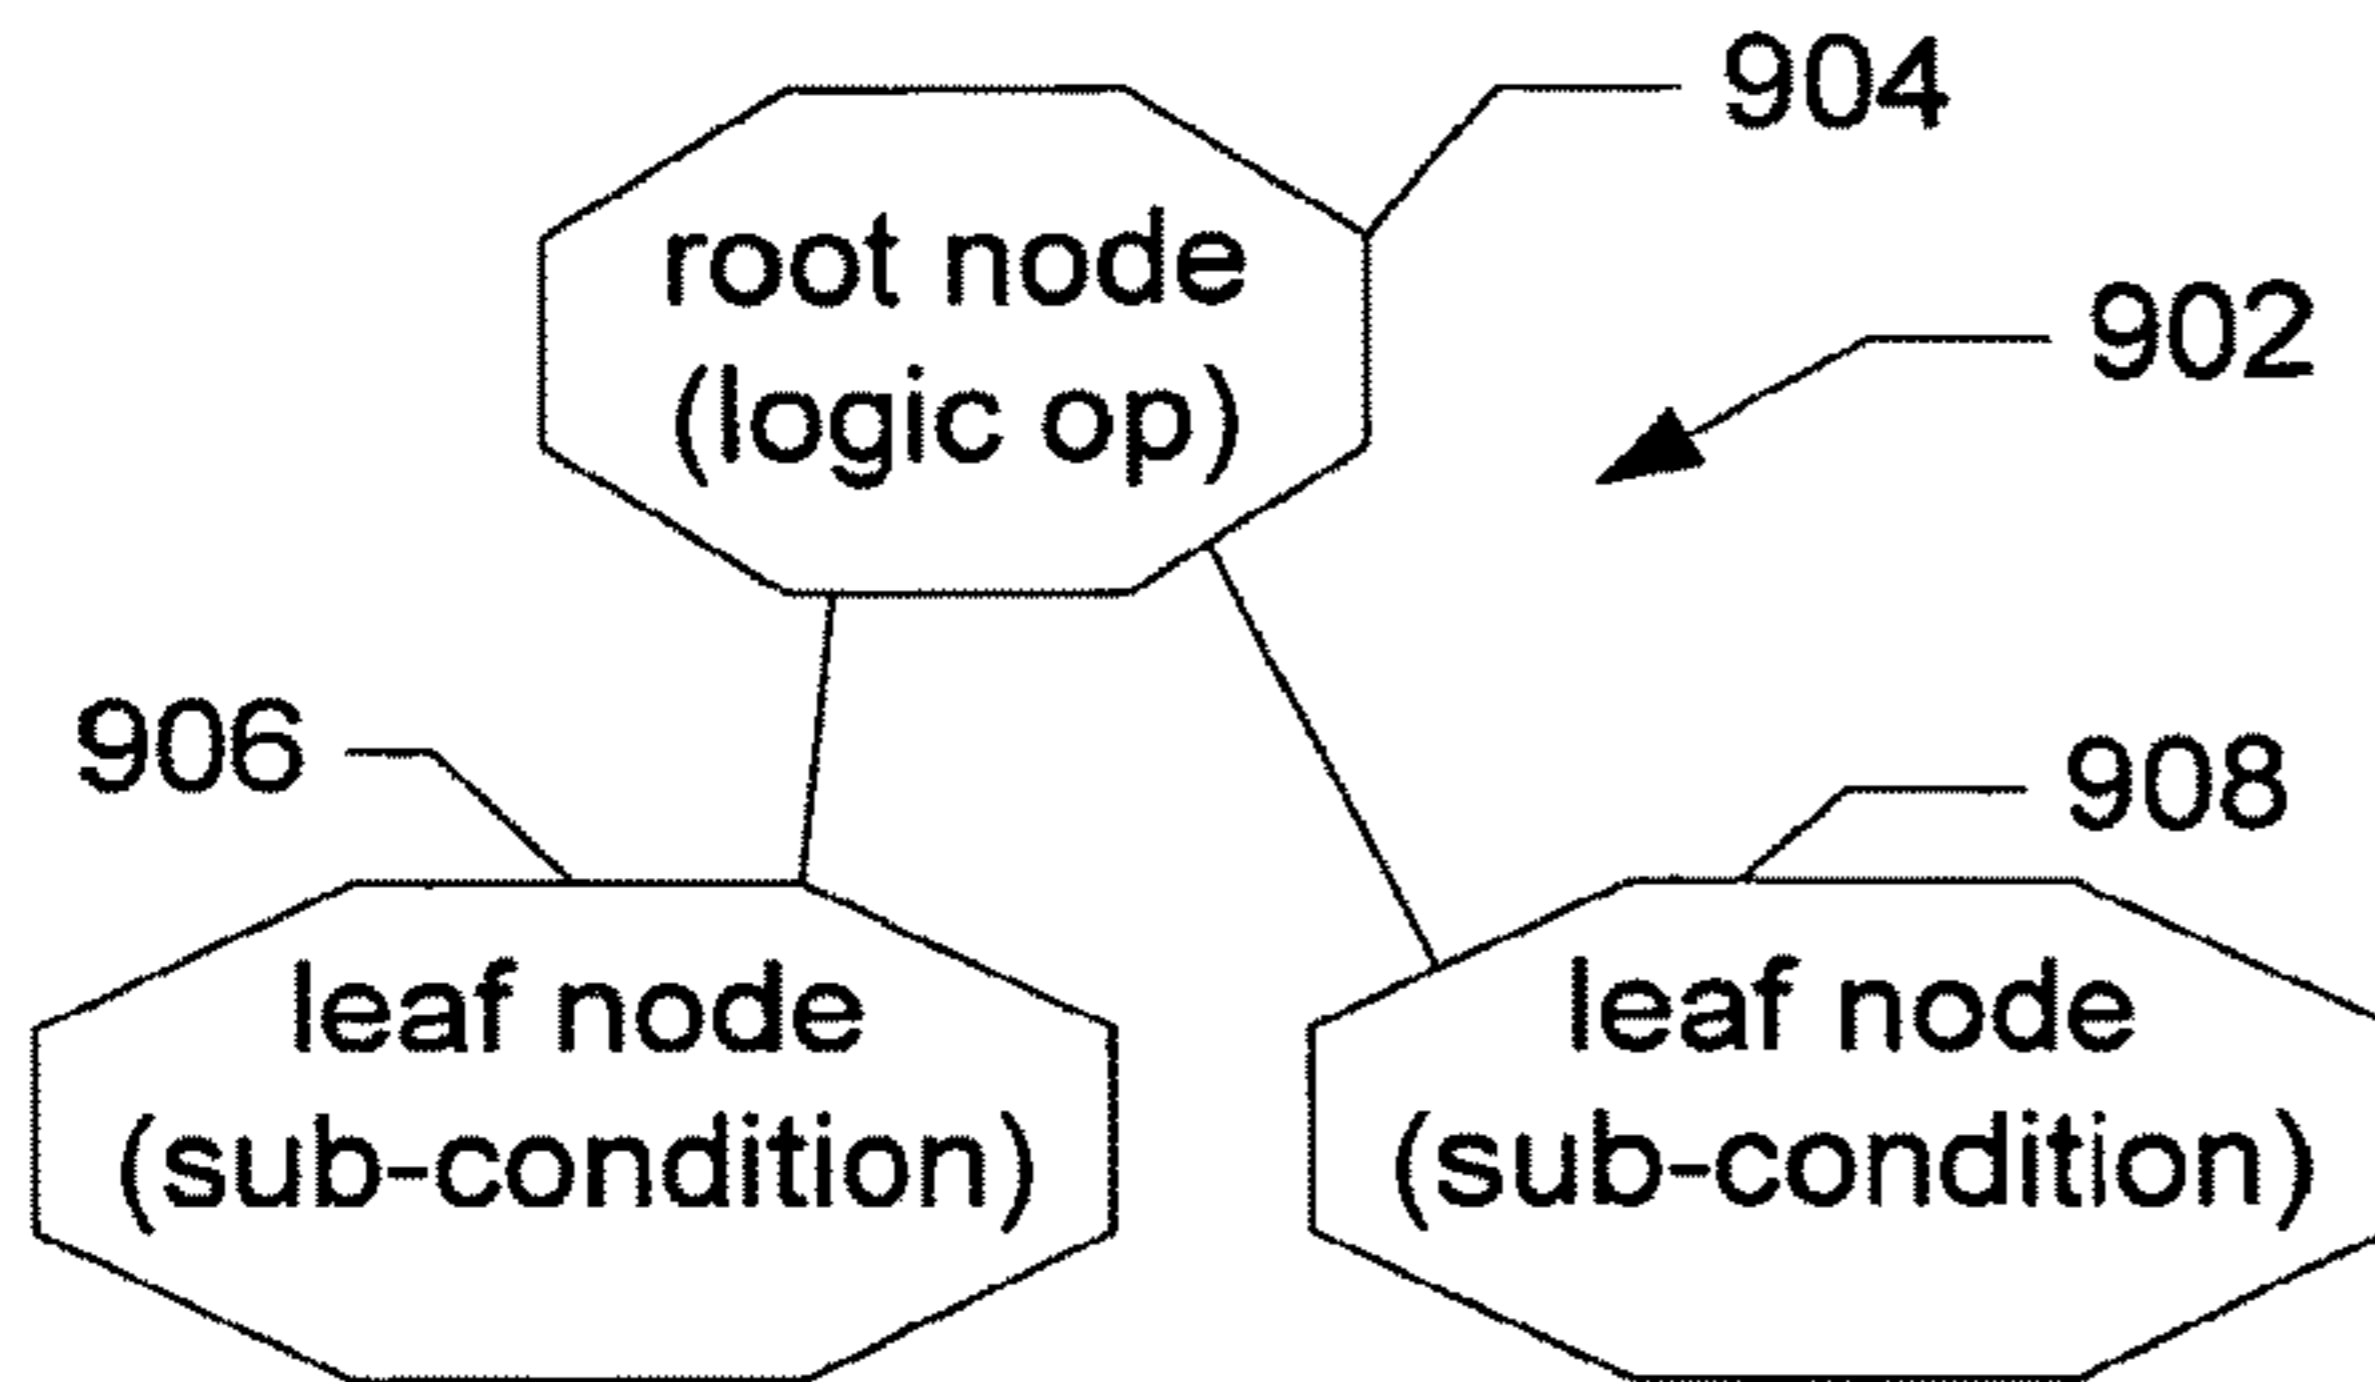 904
root node
(logic op)
902
906
908
leaf node
(sub-condition)
leaf node
(sub-condition)